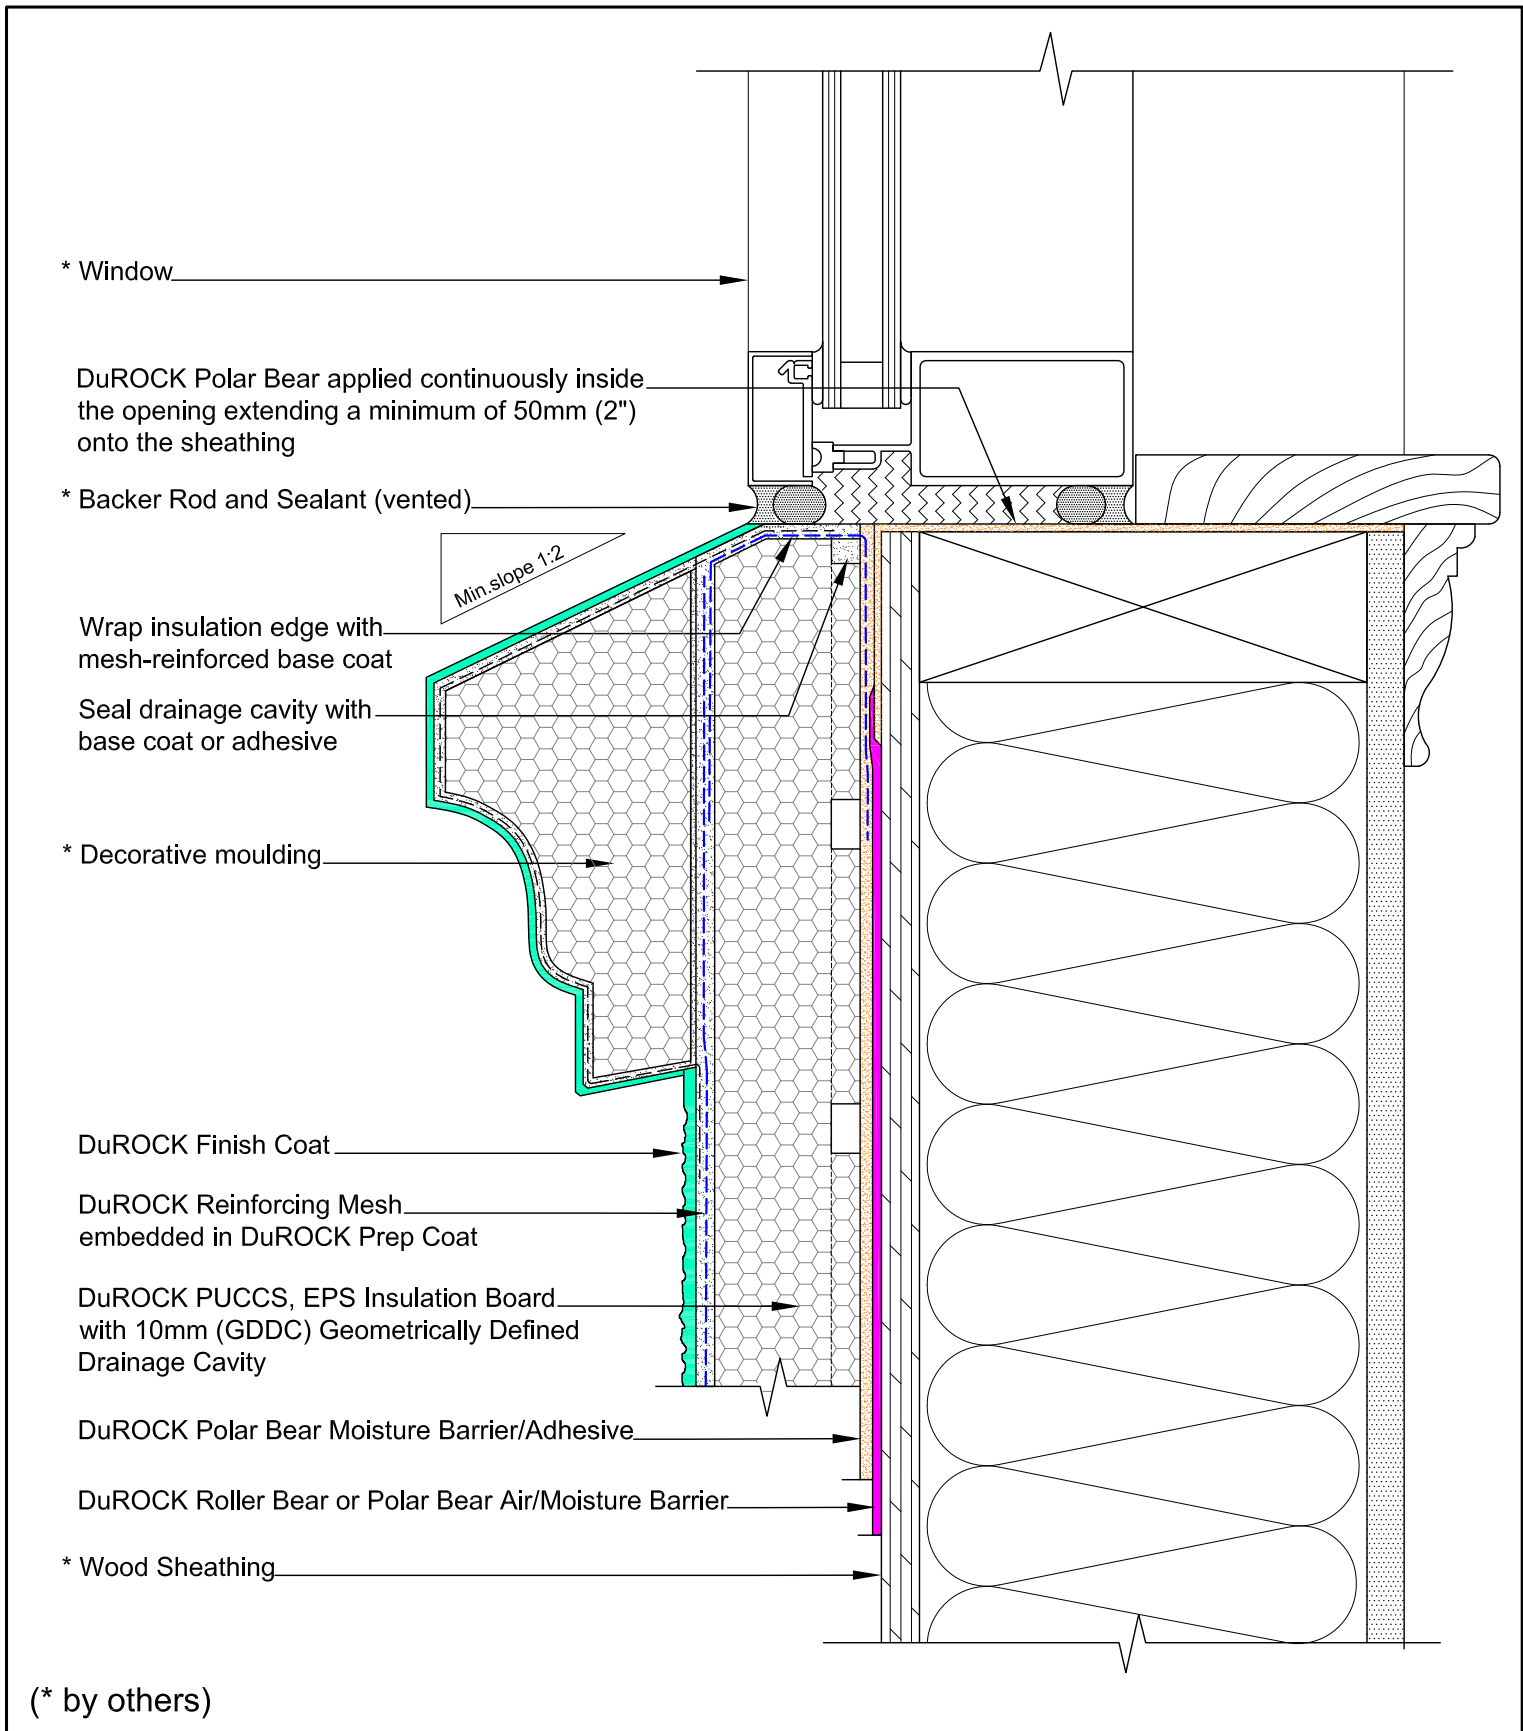 * Window
DuROCK Polar Bear applied continuously inside
the opening extending a minimum of 50mm (2")
onto the sheathing
* Backer Rod and Sealant (vented)
Min.slope 1:2
Wrap insulation edge with
mesh-reinforced base coat
Seal drainage cavity with
base coat or adhesive
* Decorative moulding
DuROCK Finish Coat
DuROCK Reinforcing Mesh
embedded in DuROCK Prep Coat
DuROCK PUCCS, EPS Insulation Board
with 10mm (GDDC) Geometrically Defined
Drainage Cavity
DuROCK Polar Bear Moisture Barrier/Adhesive
DuROCK Roller Bear or Polar Bear Air/Moisture Barrier
* Wood Sheathing
(* by others)